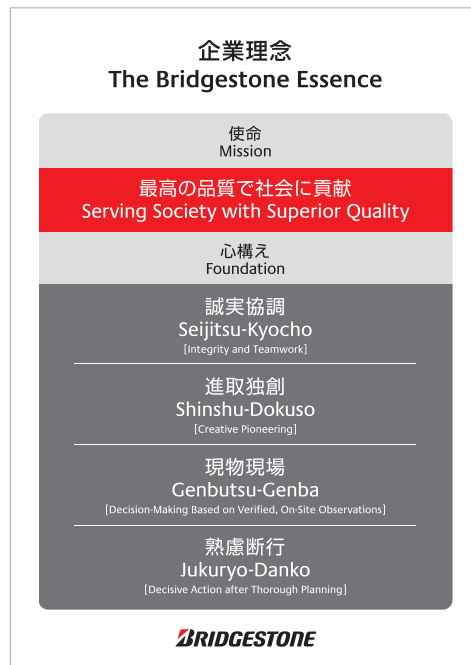 企業理念
The Bridgestone Essence
使命
Mission
最高の品質で社会に貢献
Serving Society with Superior Quality
心構え
Foundation
誠実協調
Seijitsu-Kyocho
[Integrity and Teamwork]
進取独創
Shinshu-Dokuso
[Creative Pioneering]
現物現場
Genbutsu-Genba
[Decision-Making Based on Verified, On-Site Observations]
熟慮断行
Jukuryo-Danko
[Decisive Action after Thorough Planning]
BRIDGESTONE